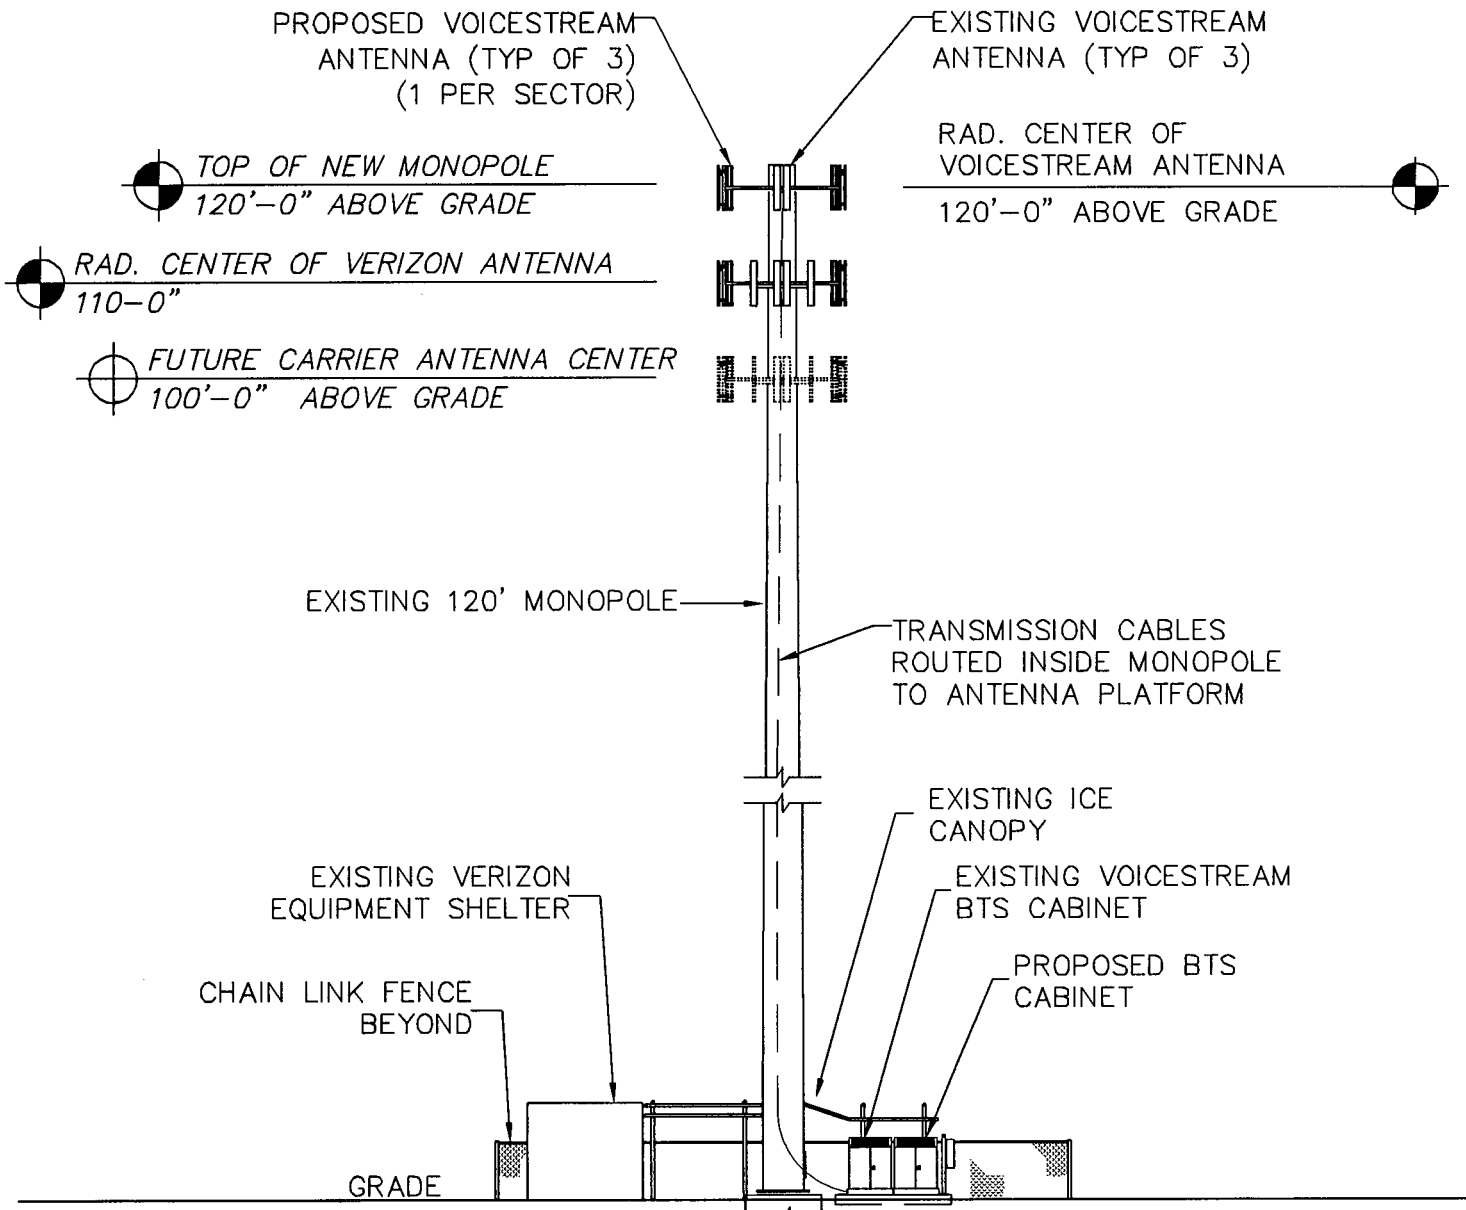 PROPOSED VOICESTREAM
ANTENNA (TYP OF 3)
(1 PER SECTOR)
EXISTING VOICESTREAM
ANTENNA (TYP OF 3)
TOP OF NEW MONOPOLE
120'-0" ABOVE GRADE
RAD. CENTER OF
VOICESTREAM ANTENNA
120'-0" ABOVE GRADE
RAD. CENTER OF VERIZON ANTENNA
110-0"
FUTURE CARRIER ANTENNA CENTER
100'-0" ABOVE GRADE
EXISTING 120' MONOPOLE
TRANSMISSION CABLES
ROUTED INSIDE MONOPOLE
TO ANTENNA PLATFORM
EXISTING ICE
CANOPY
EXISTING VERIZON
EQUIPMENT SHELTER
EXISTING VOICESTREAM
BTS CABINET
CHAIN LINK FENCE
BEYOND
PROPOSED BTS
CABINET
GRADE